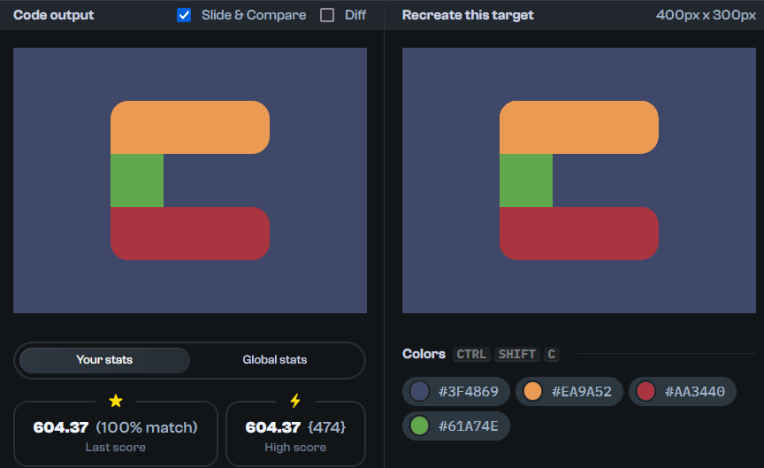 Code output
Slide & Compare
Diff
Recreate this target
400px x 300px
Your stats
Global stats
604.37 (100% match)
Last score
604.37 {474}
High score
Colors CTRL SHIFT C
#3F4869
#EA9A52
#AA3440
#61A74E